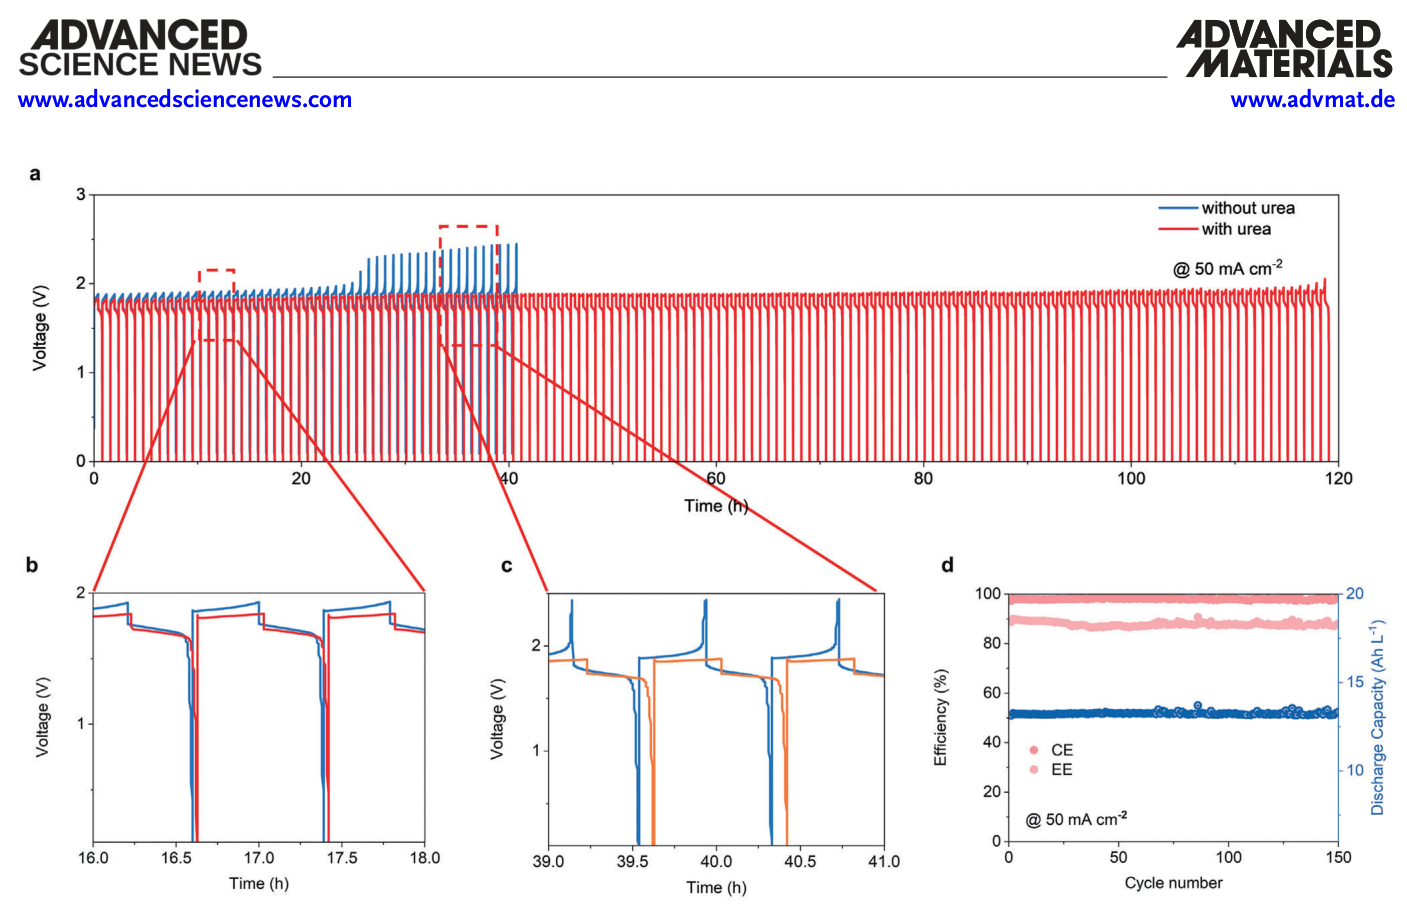 ADVANCED
SCIENCE NEWS
www.advancedsciencenews.com
ADVANCED
MATERIALS
www.advmat.de
a
3
2
1
0
Voltage (V)
without urea
with urea
@ 50 mA cm⁻²
0 20 40 60 80 100 120
Time (h)
b
2
1
Voltage (V)
16.0 16.5 17.0 17.5 18.0
Time (h)
c
2
1
Voltage (V)
39.0 39.5 40.0 40.5 41.0
Time (h)
d
100
80
60
40
20
0
Efficiency (%)
CE
EE
@ 50 mA cm⁻²
20
15
10
Discharge Capacity (Ah L⁻¹)
0 50 100 150
Cycle number